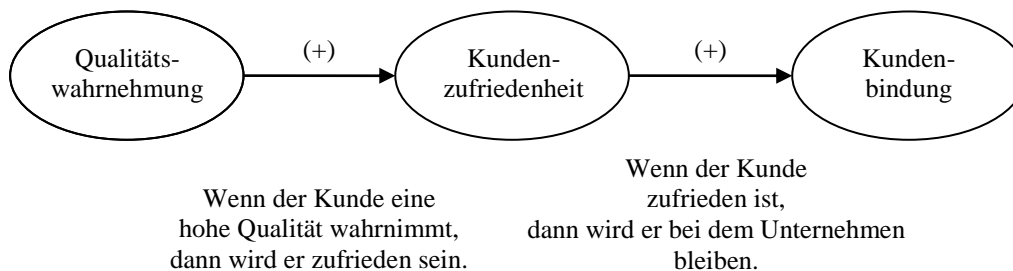 Qualitäts-
wahrnehmung
(+)
Kunden-
zufriedenheit
(+)
Kunden-
bindung
Wenn der Kunde eine
hohe Qualität wahrnimmt,
dann wird er zufrieden sein.
Wenn der Kunde
zufrieden ist,
dann wird er bei dem Unternehmen
bleiben.